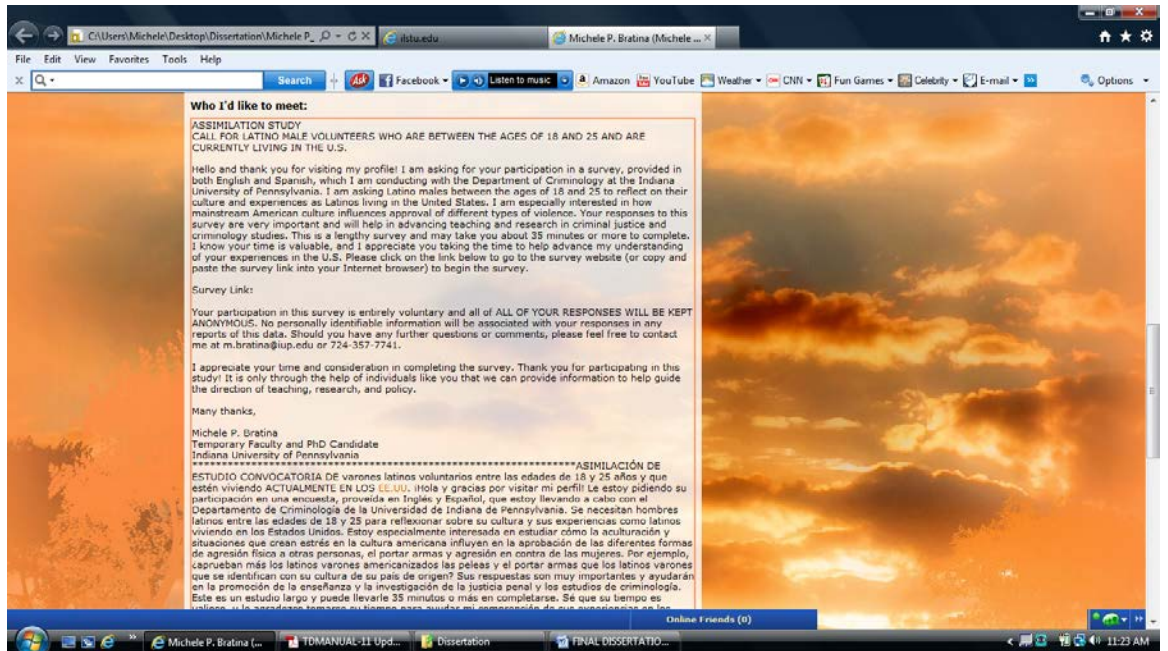 C:\Users\Michele\Desktop\Dissertation\Michele P_
ilstu.edu
Michele P. Bratina (Michele ...
File Edit View Favorites Tools Help
Search Facebook Listen to music Amazon YouTube Weather CNN Fun Games Celebrity E-mail Options
Who I'd like to meet:
ASSIMILATION STUDY
CALL FOR LATINO MALE VOLUNTEERS WHO ARE BETWEEN THE AGES OF 18 AND 25 AND ARE
CURRENTLY LIVING IN THE U.S.
Hello and thank you for visiting my profile! I am asking for your participation in a survey, provided in
both English and Spanish, which I am conducting with the Department of Criminology at the Indiana
University of Pennsylvania. I am asking Latino males between the ages of 18 and 25 to reflect on their
culture and experiences as Latinos living in the United States. I am especially interested in how
mainstream American culture influences approval of different types of violence. Your responses to this
survey are very important and will help in advancing teaching and research in criminal justice and
criminology studies. This is a lengthy survey and may take you about 35 minutes or more to complete.
I know your time is valuable, and I appreciate you taking the time to help advance my understanding
of your experiences in the U.S. Please click on the link below to go to the survey website (or copy and
paste the survey link into your Internet browser) to begin the survey.
Survey Link:
Your participation in this survey is entirely voluntary and all of ALL OF YOUR RESPONSES WILL BE KEPT
ANONYMOUS. No personally identifiable information will be associated with your responses in any
reports of this data. Should you have any further questions or comments, please feel free to contact
me at m.bratina@iup.edu or 724-357-7741.
I appreciate your time and consideration in completing the survey. Thank you for participating in this
study! It is only through the help of individuals like you that we can provide information to help guide
the direction of teaching, research, and policy.
Many thanks,
Michele P. Bratina
Temporary Faculty and PhD Candidate
Indiana University of Pennsylvania
***************************************************************************ASIMILACIÓN DE
ESTUDIO CONVOCATORIA DE varones latinos voluntarios entre las edades de 18 y 25 años y que
estén viviendo ACTUALMENTE EN LOS EE.UU. ¡Hola y gracias por visitar mi perfil! Le estoy pidiendo su
participación en una encuesta, proveída en Inglés y Español, que estoy llevando a cabo con el
Departamento de Criminología de la Universidad de Indiana de Pennsylvania. Se necesitan hombres
latinos entre las edades de 18 y 25 para reflexionar sobre su cultura y sus experiencias como latinos
viviendo en los Estados Unidos. Estoy especialmente interesada en estudiar cómo la aculturación y
situaciones que crean estrés en la cultura americana influyen en la aprobación de las diferentes formas
de agresión física a otras personas, el portar armas y agresión en contra de las mujeres. Por ejemplo,
¿aprueban más los latinos varones americanizados las peleas y el portar armas que los latinos varones
que se identifican con su cultura de su país de origen? Sus respuestas son muy importantes y ayudarán
en la promoción de la enseñanza y la investigación de la justicia penal y los estudios de criminología.
Este es un estudio largo y puede llevarle 35 minutos o más en completarse. Sé que su tiempo es
Online Friends (0)
Michele P. Bratina (... TDMANUAL-11 Upd... Dissertation FINAL DISSERTATIO... 11:23 AM